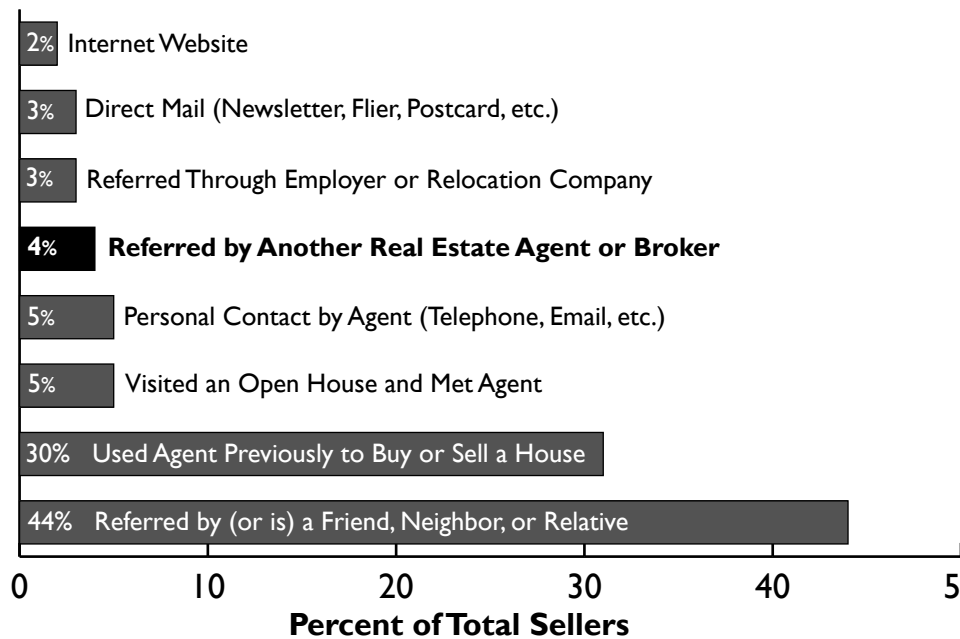 2% Internet Website
3% Direct Mail (Newsletter, Flier, Postcard, etc.)
3% Referred Through Employer or Relocation Company
4% Referred by Another Real Estate Agent or Broker
5% Personal Contact by Agent (Telephone, Email, etc.)
5% Visited an Open House and Met Agent
30% Used Agent Previously to Buy or Sell a House
44% Referred by (or is) a Friend, Neighbor, or Relative
0 10 20 30 40 5
Percent of Total Sellers